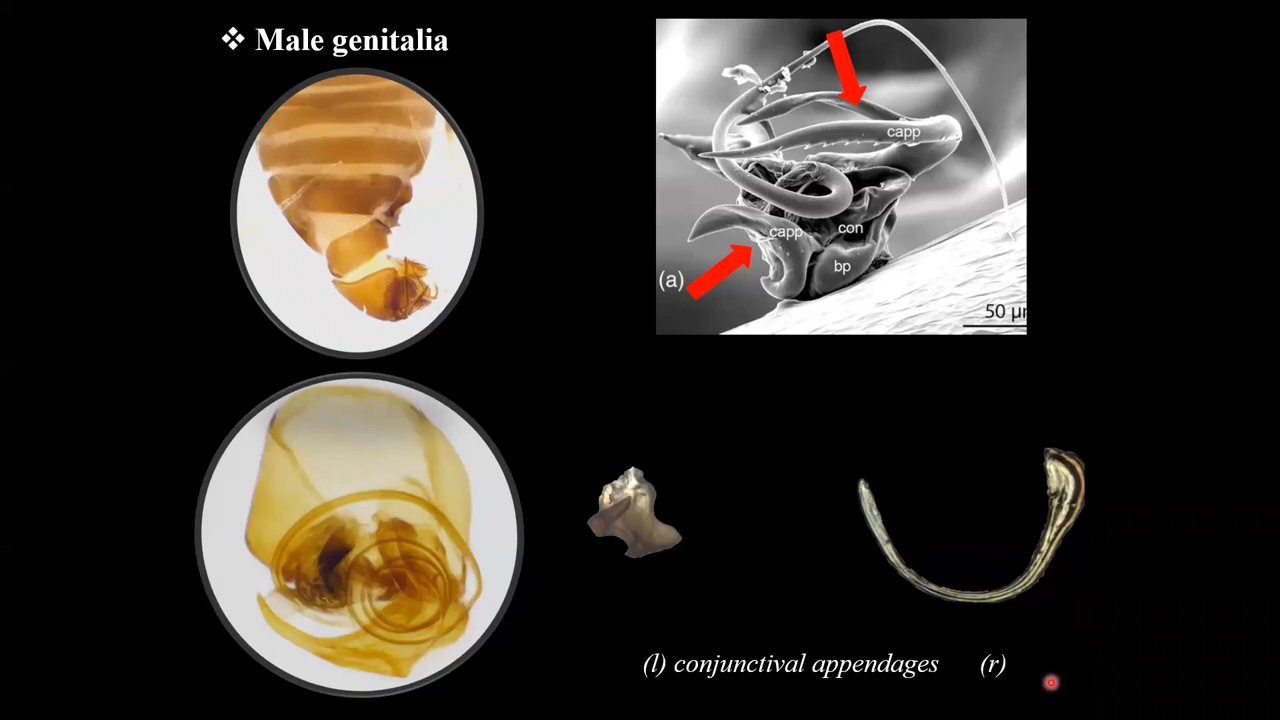 ❖ Male genitalia
capp
capp
con
bp
(a)
50 µ
(l) conjunctival appendages (r)